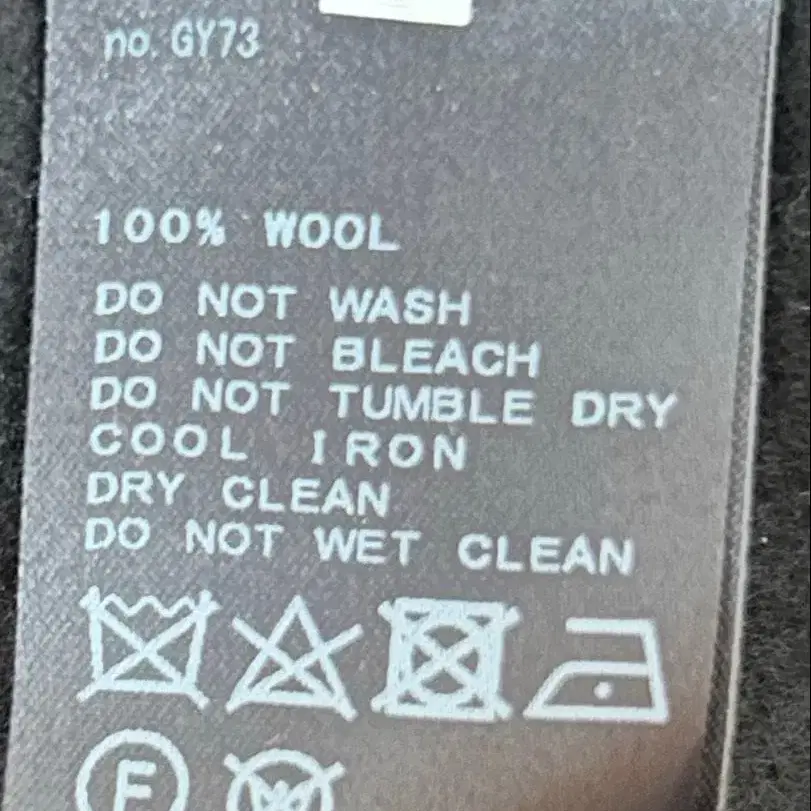 no. GY73
100% WOOL
DO NOT WASH
DO NOT BLEACH
DO NOT TUMBLE DRY
COOL IRON
DRY CLEAN
DO NOT WET CLEAN
F W